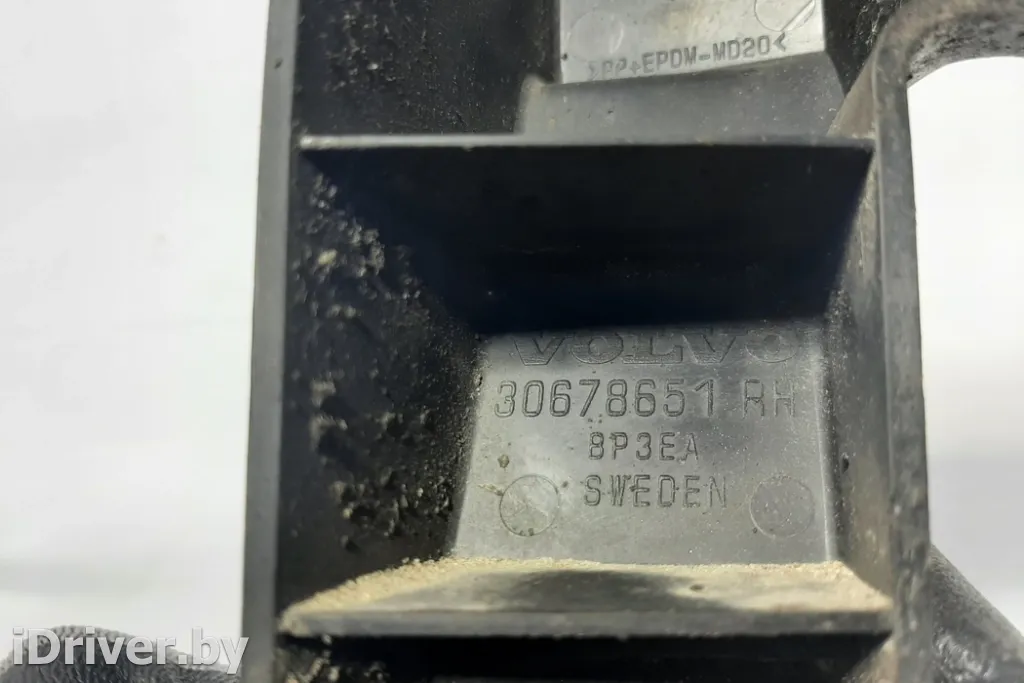 >PP+EPDM-MD20<
VOLVO
30678651 RH
8P3EA
SWEDEN
iDriver.by